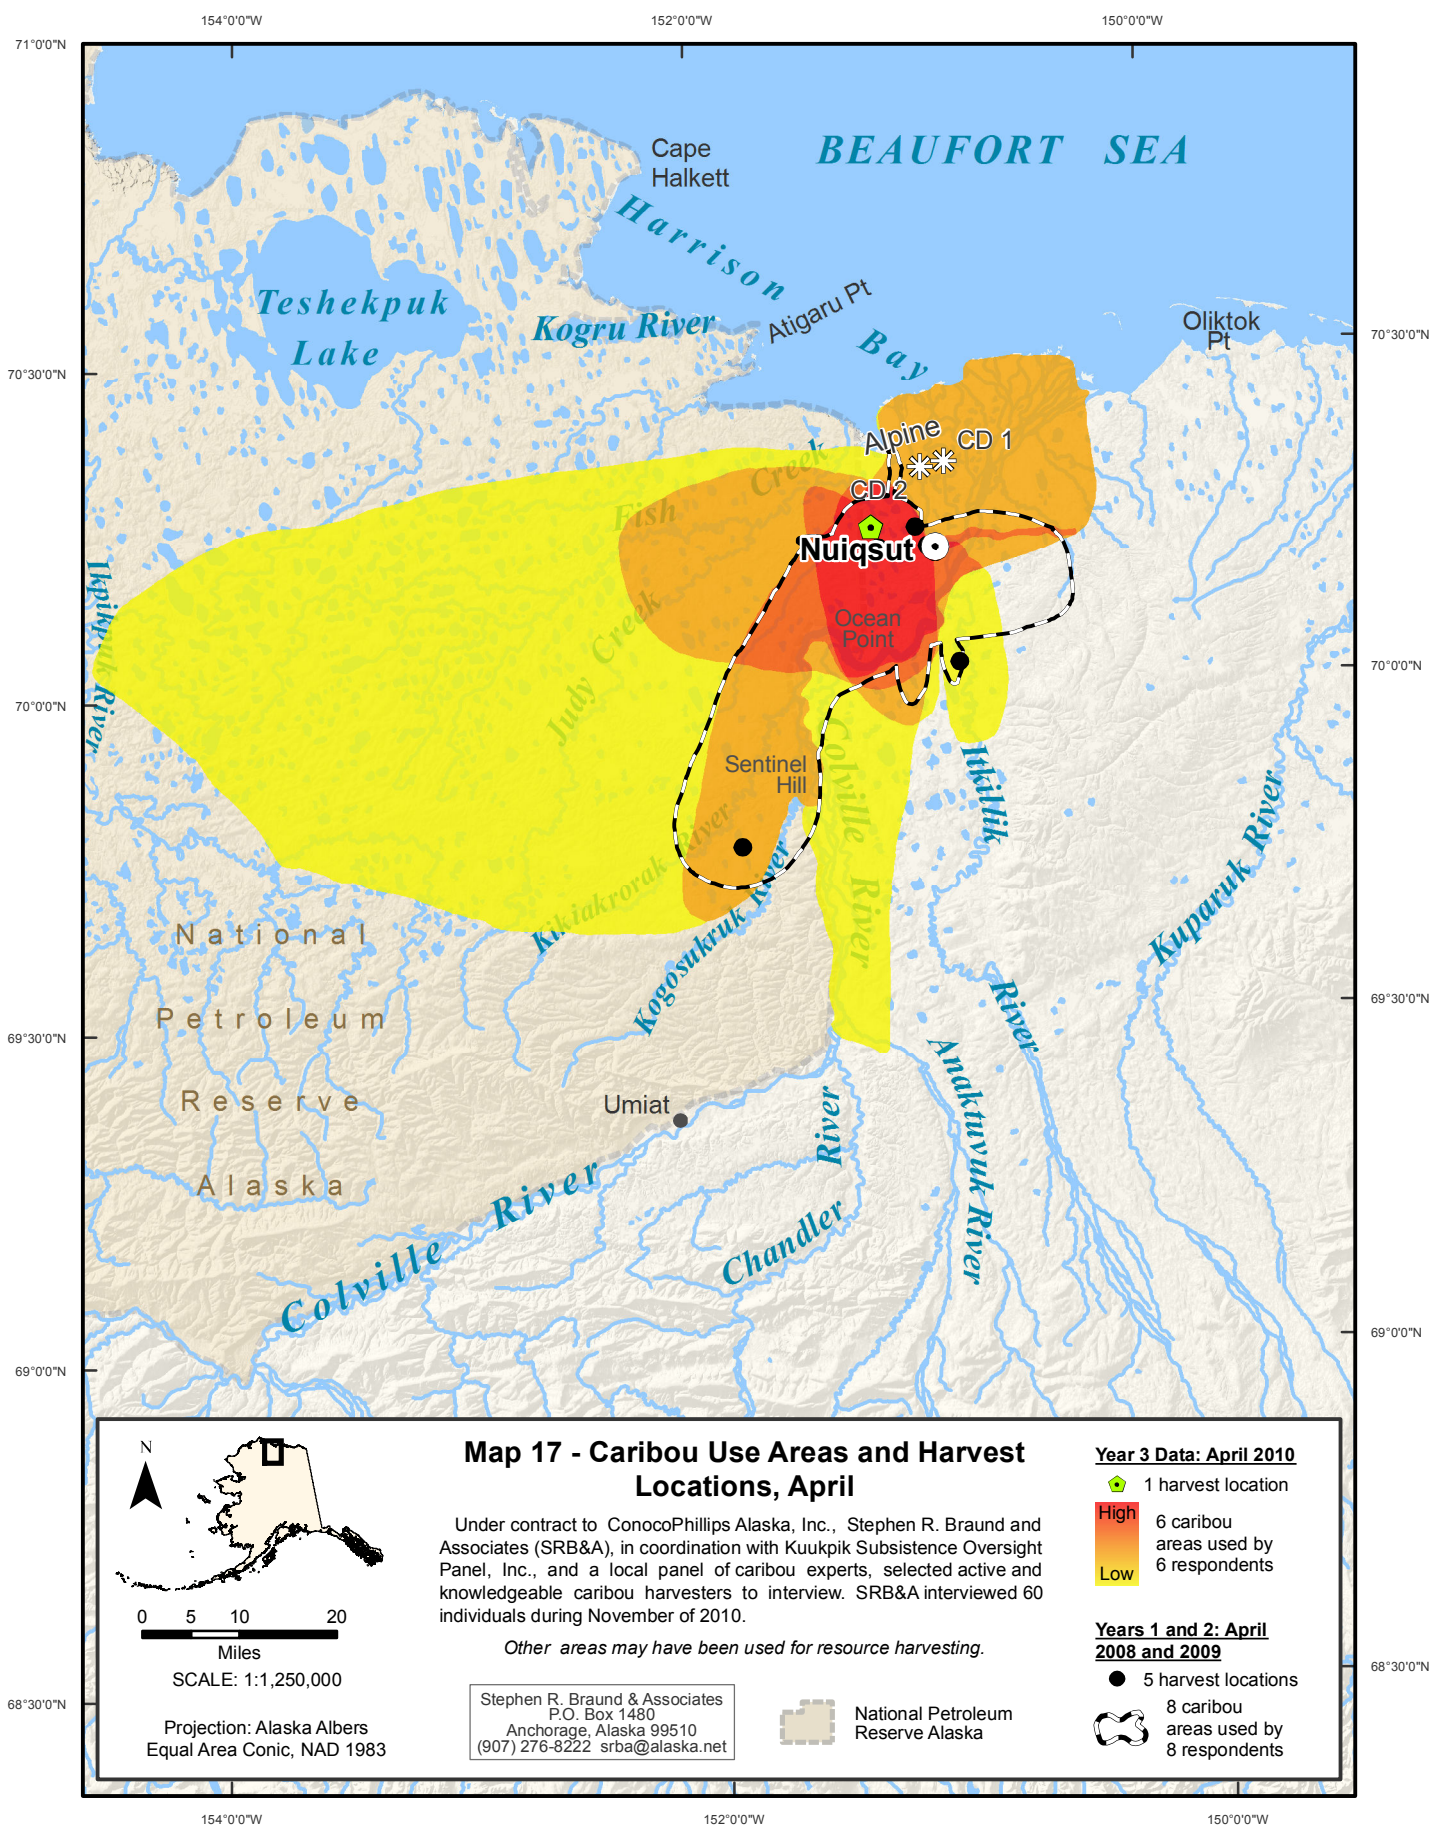 154°0'0"W
152°0'0"W
150°0'0"W
71°0'0"N
Cape
Halkett
BEAUFORT SEA
Harrison
Bay
Teshekpuk
Lake
Kogru River
Atigaru Pt
Oliktok
Pt
70°30'0"N
70°30'0"N
Alpine
CD 1
CD 2
Fish
Creek
Nuiqsut
Ikpikpuk
River
Judy
Creek
Ocean
Point
70°0'0"N
70°0'0"N
Sentinel
Hill
Colville
River
Itkillik
River
Kikiakrorak River
Kogosukruk River
Kuparuk River
National
Petroleum
Reserve
Alaska
69°30'0"N
69°30'0"N
Umiat
Colville River
Chandler
River
Anaktuvuk River
69°0'0"N
69°0'0"N
N
0 5 10 20
Miles
SCALE: 1:1,250,000
Projection: Alaska Albers
Equal Area Conic, NAD 1983
Map 17 - Caribou Use Areas and Harvest
Locations, April
Under contract to ConocoPhillips Alaska, Inc., Stephen R. Braund and
Associates (SRB&A), in coordination with Kuukpik Subsistence Oversight
Panel, Inc., and a local panel of caribou experts, selected active and
knowledgeable caribou harvesters to interview. SRB&A interviewed 60
individuals during November of 2010.
Other areas may have been used for resource harvesting.
Stephen R. Braund & Associates
P.O. Box 1480
Anchorage, Alaska 99510
(907) 276-8222 srba@alaska.net
National Petroleum
Reserve Alaska
Year 3 Data: April 2010
1 harvest location
High
Low
6 caribou
areas used by
6 respondents
Years 1 and 2: April
2008 and 2009
5 harvest locations
8 caribou
areas used by
8 respondents
68°30'0"N
68°30'0"N
154°0'0"W
152°0'0"W
150°0'0"W